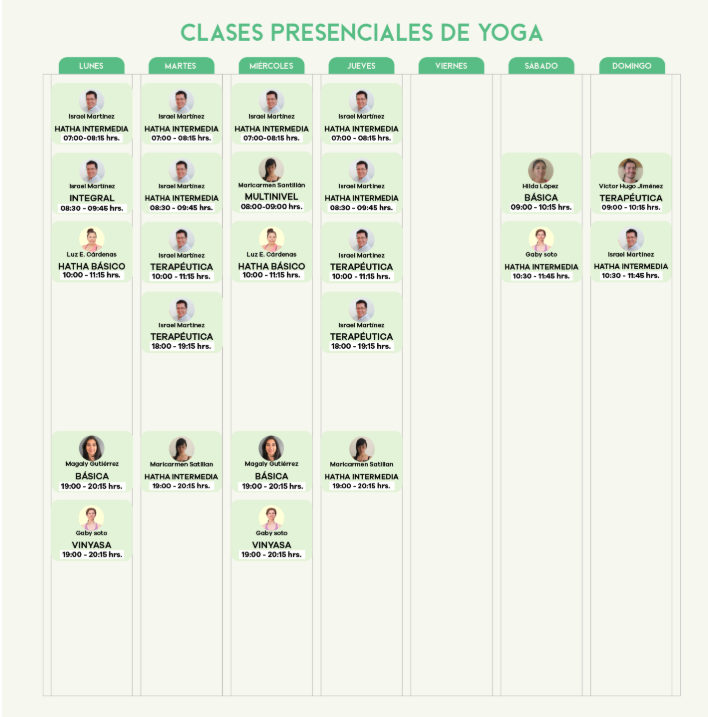 CLASES PRESENCIALES DE YOGA
LUNES
Israel Martínez
HATHA INTERMEDIA
07:00-08:15 hrs.
Israel Martínez
INTEGRAL
08:30 - 09:45 hrs.
Luz E. Cárdenas
HATHA BÁSICO
10:00 - 11:15 hrs.
Magaly Gutiérrez
BÁSICA
19:00 - 20:15 hrs.
Gaby soto
VINYASA
19:00 - 20:15 hrs.
MARTES
Israel Martínez
HATHA INTERMEDIA
07:00 - 08:15 hrs.
Israel Martínez
HATHA INTERMEDIA
08:30 - 09:45 hrs.
Israel Martínez
TERAPÉUTICA
10:00 - 11:15 hrs.
Israel Martínez
TERAPÉUTICA
18:00 - 19:15 hrs.
Maricarmen Satillan
HATHA INTERMEDIA
19:00 - 20:15 hrs.
MIÉRCOLES
Israel Martínez
HATHA INTERMEDIA
07:00-08:15 hrs.
Maricarmen Santillán
MULTINIVEL
08:00-09:00 hrs.
Luz E. Cárdenas
HATHA BÁSICO
10:00 - 11:15 hrs.
Magaly Gutiérrez
BÁSICA
19:00 - 20:15 hrs.
Gaby soto
VINYASA
19:00 - 20:15 hrs.
JUEVES
Israel Martínez
HATHA INTERMEDIA
07:00 - 08:15 hrs.
Israel Martínez
HATHA INTERMEDIA
08:30 - 09:45 hrs.
Israel Martínez
TERAPÉUTICA
10:00 - 11:15 hrs.
Israel Martínez
TERAPÉUTICA
18:00 - 19:15 hrs.
Maricarmen Satillan
HATHA INTERMEDIA
19:00 - 20:15 hrs.
VIERNES
SÁBADO
Hilda López
BÁSICA
09:00 - 10:15 hrs.
Gaby soto
HATHA INTERMEDIA
10:30 - 11:45 hrs.
DOMINGO
Victor Hugo Jiménez
TERAPÉUTICA
09:00 - 10:15 hrs.
Israel Martínez
HATHA INTERMEDIA
10:30 - 11:45 hrs.